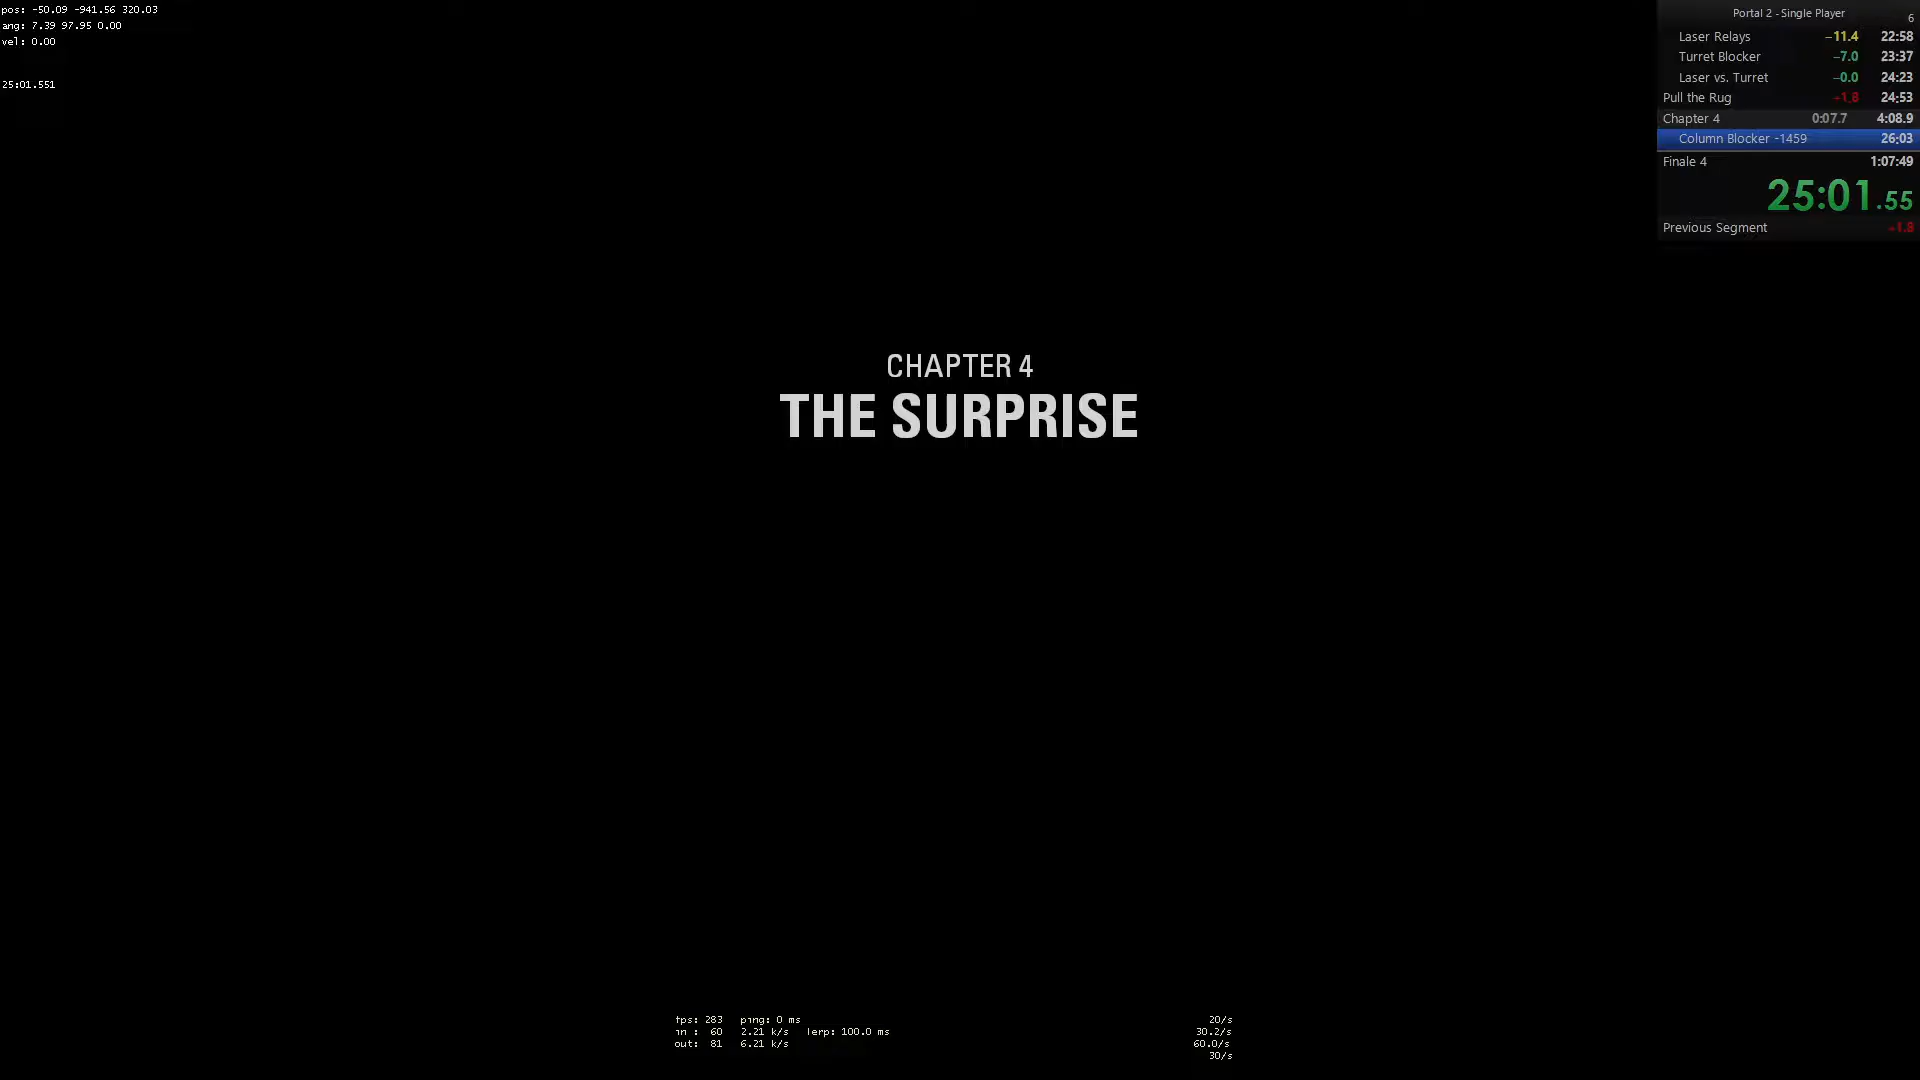 pos: -50.09 -941.56 320.03
ang: 7.39 97.95 0.00
vel: 0.00
25:01.551
Portal 2 - Single Player
6
Laser Relays −11.4 22:58
Turret Blocker −7.0 23:37
Laser vs. Turret −0.0 24:23
Pull the Rug −1.8 24:53
Chapter 4 0:07.7 4:08.9
Column Blocker -1459 26:03
Finale 4 1:07:49
25:01.55
Previous Segment
CHAPTER 4
THE SURPRISE
fps: 283 ping: 0 ms 20/s
in : 60 2.21 k/s lerp: 100.0 ms 30.2/s
out: 81 6.21 k/s 60.0/s
30/s